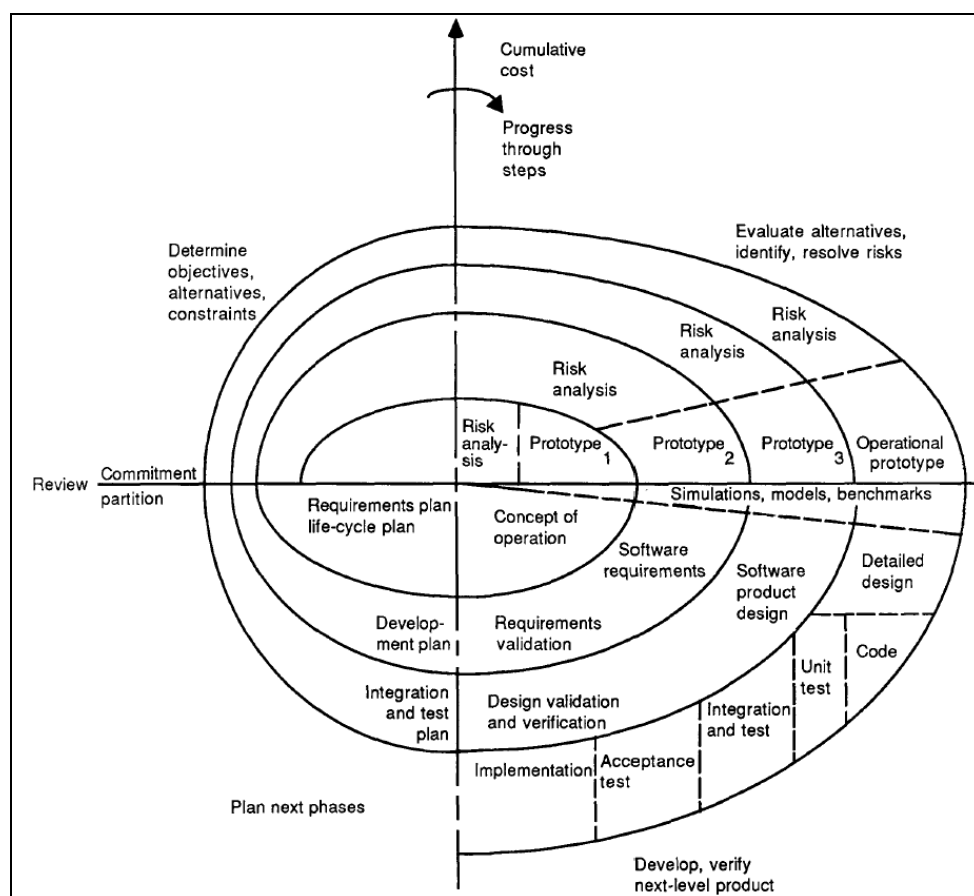 Cumulative
cost
Progress
through
steps
Evaluate alternatives,
identify, resolve risks
Determine
objectives,
alternatives,
constraints
Risk
analysis
Risk
analysis
Risk
analysis
Risk
analy-
sis
Prototype
1
Prototype
2
Prototype
3
Operational
prototype
Review
Commitment
partition
Simulations, models, benchmarks
Requirements plan
life-cycle plan
Concept of
operation
Software
requirements
Software
product
design
Detailed
design
Develop-
ment plan
Requirements
validation
Code
Unit
test
Integration
and test
plan
Design validation
and verification
Integration
and test
Acceptance
test
Implementation
Plan next phases
Develop, verify
next-level product